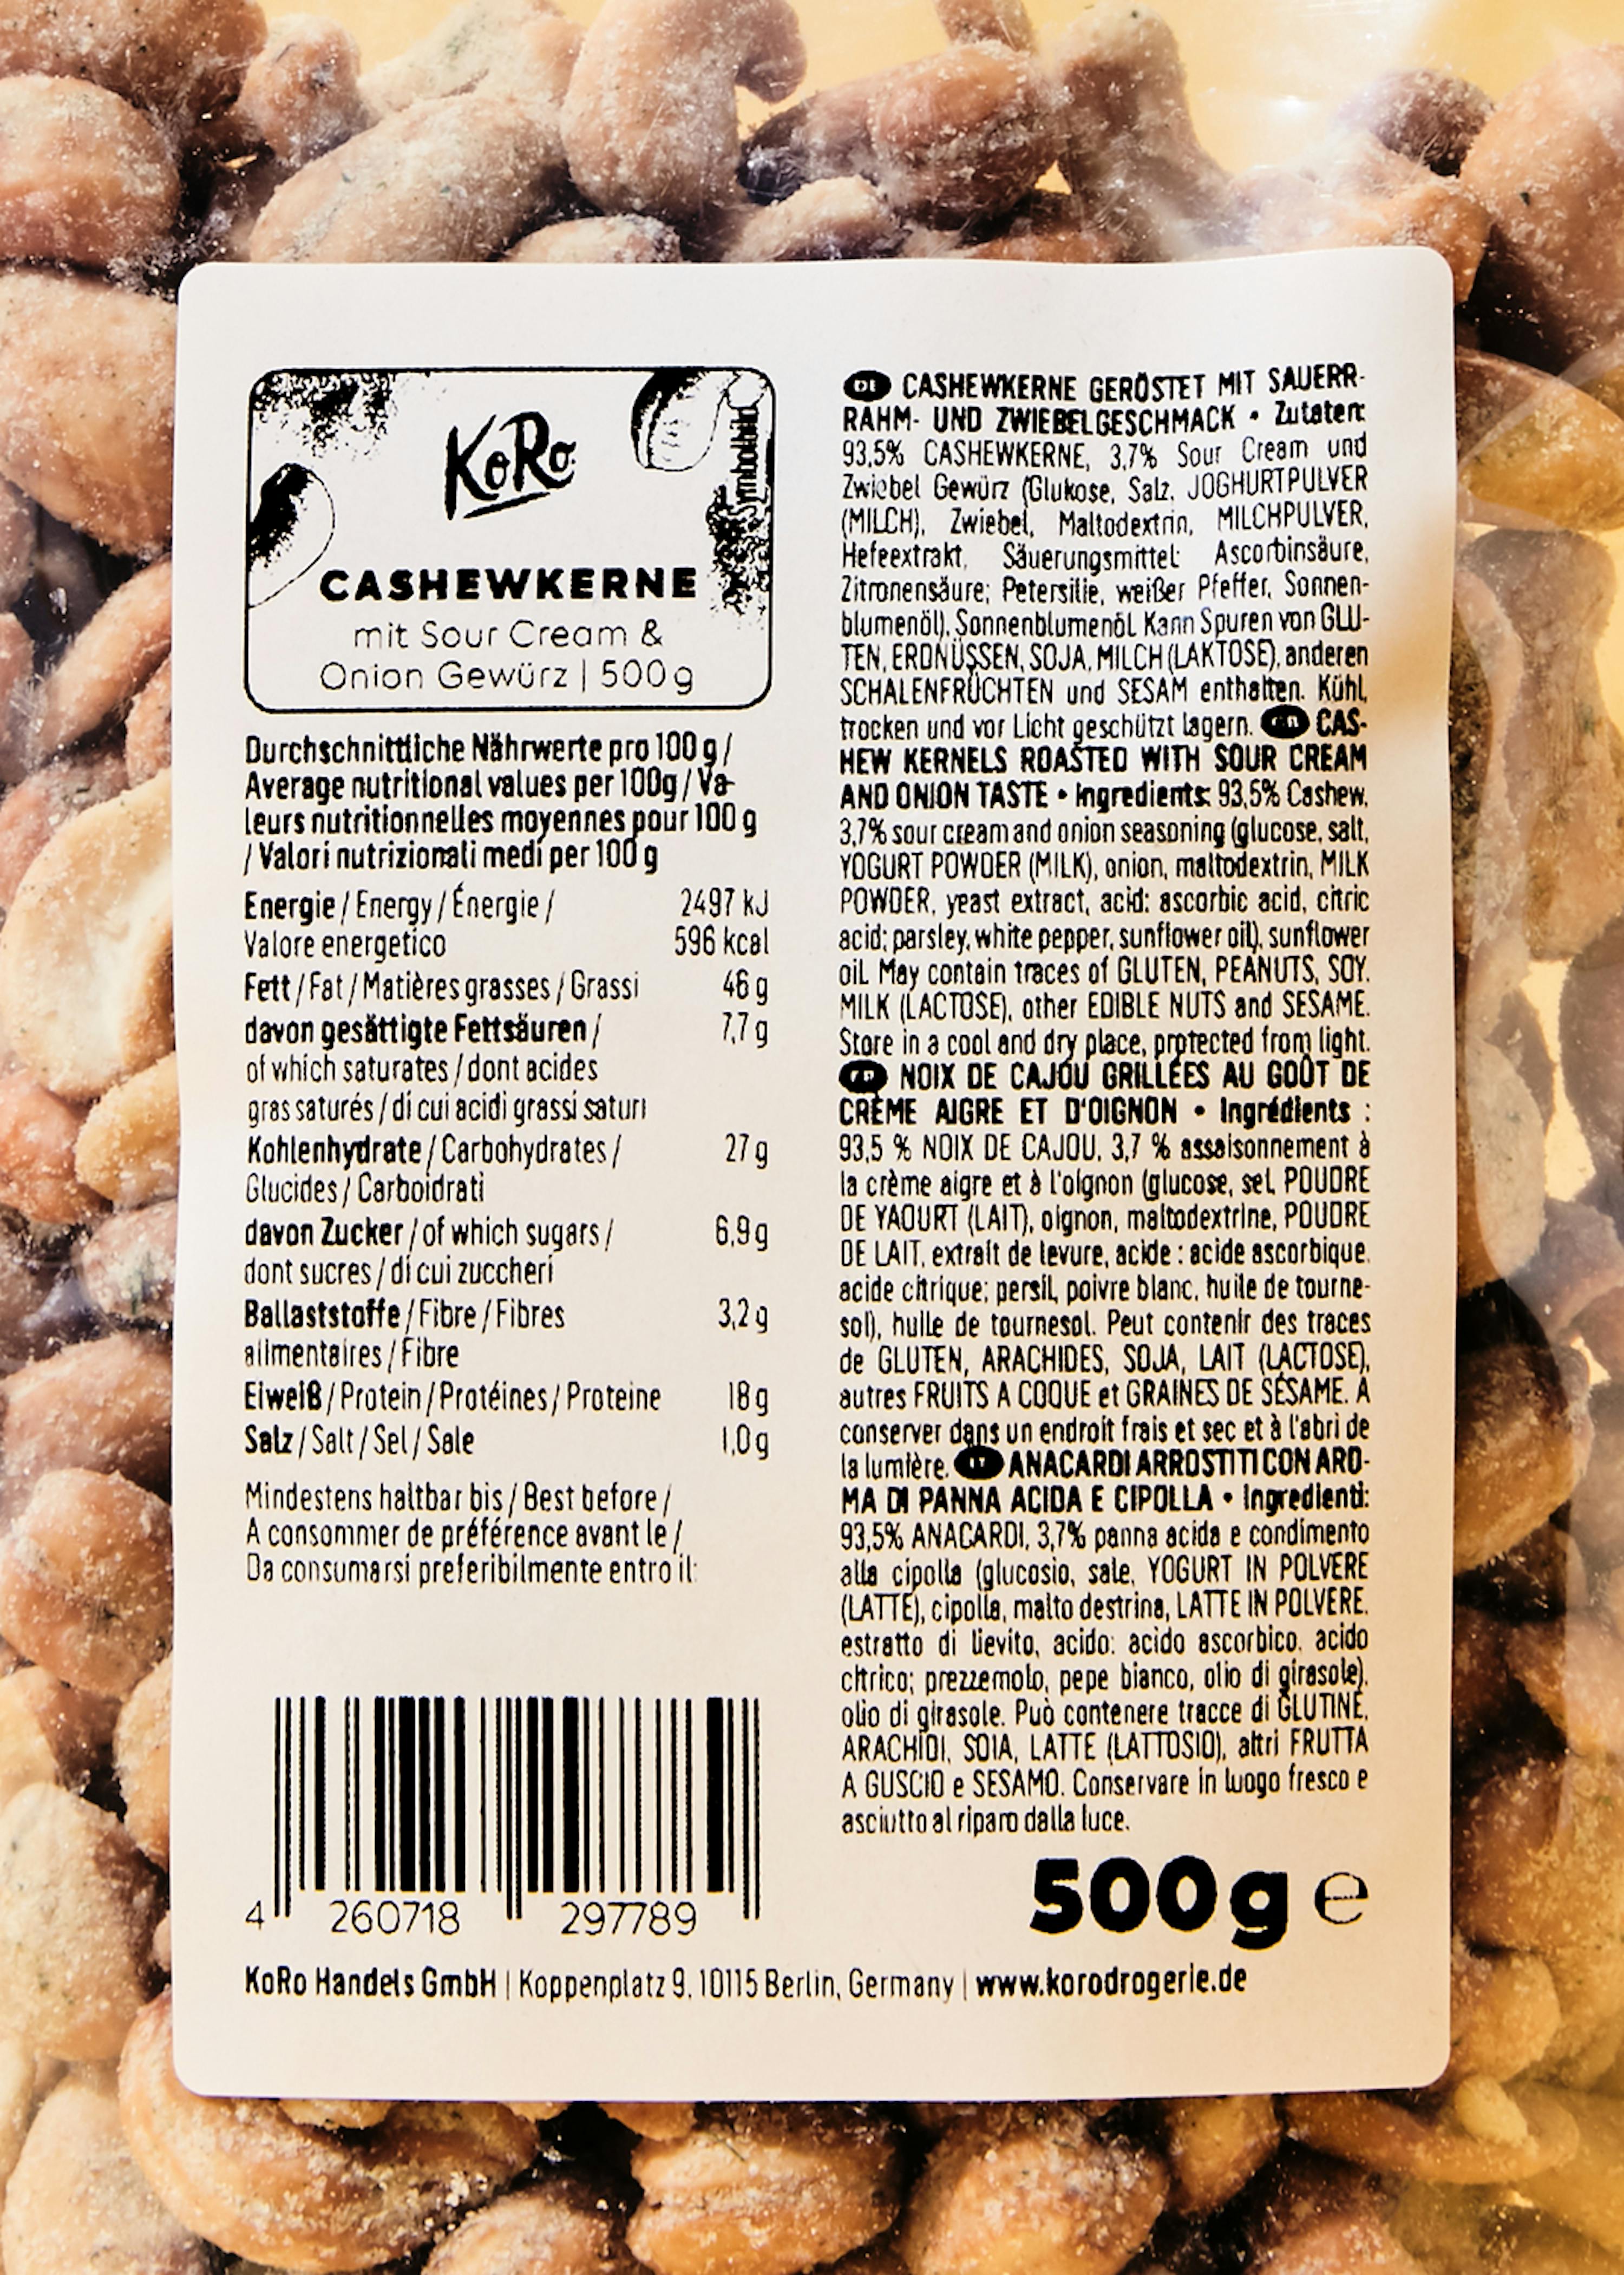 KoRo
Symbolbild
CASHEWKERNE
mit Sour Cream &
Onion Gewürz | 500g
Durchschnittliche Nährwerte pro 100 g /
Average nutritional values per 100g / Va-
leurs nutritionnelles moyennes pour 100 g
/ Valori nutrizionali medi per 100 g
Energie / Energy / Énergie / 2497 kJ
Valore energetico 596 kcal
Fett / Fat / Matières grasses / Grassi 46 g
davon gesättigte Fettsäuren / 7,7 g
of which saturates / dont acides
gras saturés / di cui acidi grassi saturi
Kohlenhydrate / Carbohydrates / 27 g
Glucides / Carboidrati
davon Zucker / of which sugars / 6,9 g
dont sucres / di cui zuccheri
Ballaststoffe / Fibre / Fibres 3,2 g
alimentaires / Fibre
Eiweiß / Protein / Protéines / Proteine 18 g
Salz / Salt / Sel / Sale 1,0 g
Mindestens haltbar bis / Best before /
A consommer de préférence avant le /
Da consumarsi preferibilmente entro il:
4 260718 297789
DE CASHEWKERNE GERÖSTET MIT SAUERR-
RAHM- UND ZWIEBELGESCHMACK • Zutaten:
93,5% CASHEWKERNE, 3,7% Sour Cream und
Zwiebel Gewürz (Glukose, Salz, JOGHURTPULVER
(MILCH), Zwiebel, Maltodextrin, MILCHPULVER,
Hefeextrakt, Säuerungsmittel: Ascorbinsäure,
Zitronensäure; Petersilie, weißer Pfeffer, Sonnen-
blumenöl), Sonnenblumenöl. Kann Spuren von GLU-
TEN, ERDNÜSSEN, SOJA, MILCH (LAKTOSE), anderen
SCHALENFRÜCHTEN und SESAM enthalten. Kühl,
trocken und vor Licht geschützt lagern. CAS-
HEW KERNELS ROASTED WITH SOUR CREAM
AND ONION TASTE • Ingredients: 93,5% Cashew,
3,7% sour cream and onion seasoning (glucose, salt,
YOGURT POWDER (MILK), onion, maltodextrin, MILK
POWDER, yeast extract, acid: ascorbic acid, citric
acid; parsley, white pepper, sunflower oil), sunflower
oil. May contain traces of GLUTEN, PEANUTS, SOY,
MILK (LACTOSE), other EDIBLE NUTS and SESAME.
Store in a cool and dry place, protected from light.
NOIX DE CAJOU GRILLÉES AU GOÛT DE
CRÈME AIGRE ET D'OIGNON • Ingrédients :
93,5 % NOIX DE CAJOU, 3,7 % assaisonnement à
la crème aigre et à l'oignon (glucose, sel, POUDRE
DE YAOURT (LAIT), oignon, maltodextrine, POUDRE
DE LAIT, extrait de levure, acide : acide ascorbique,
acide citrique; persil, poivre blanc, huile de tourne-
sol), huile de tournesol. Peut contenir des traces
de GLUTEN, ARACHIDES, SOJA, LAIT (LACTOSE),
autres FRUITS A COQUE et GRAINES DE SÉSAME. A
conserver dans un endroit frais et sec et à l'abri de
la lumière. IT ANACARDI ARROSTITI CON ARO-
MA DI PANNA ACIDA E CIPOLLA • Ingredienti:
93,5% ANACARDI, 3,7% panna acida e condimento
alla cipolla (glucosio, sale, YOGURT IN POLVERE
(LATTE), cipolla, malto destrina, LATTE IN POLVERE,
estratto di lievito, acido: acido ascorbico, acido
citrico; prezzemolo, pepe bianco, olio di girasole),
olio di girasole. Può contenere tracce di GLUTINE,
ARACHIDI, SOIA, LATTE (LATTOSIO), altri FRUTTA
A GUSCIO e SESAMO. Conservare in luogo fresco e
asciutto al riparo dalla luce.
500g e
KoRo Handels GmbH | Koppenplatz 9, 10115 Berlin, Germany | www.korodrogerie.de